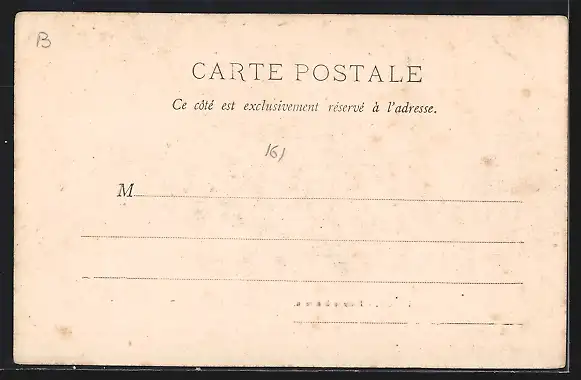 B
CARTE POSTALE
Ce côté est exclusivement réservé à l'adresse.
161
M